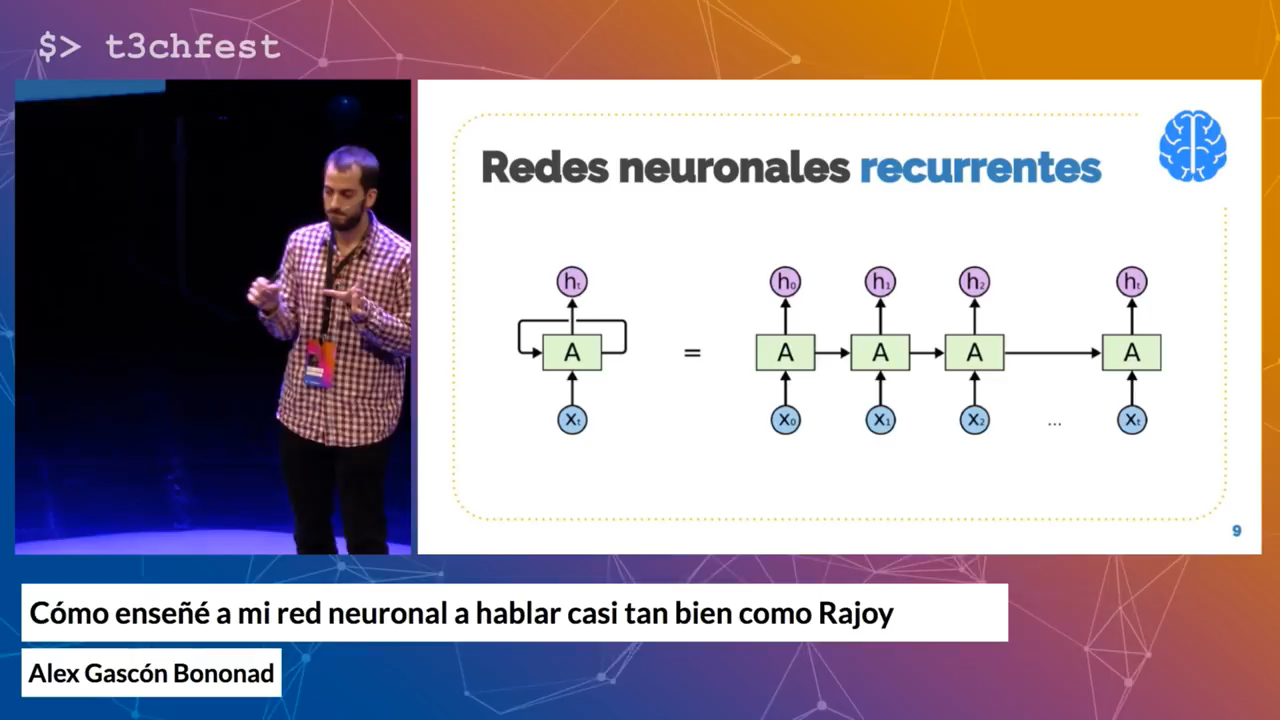 $> t3chfest
Redes neuronales recurrentes
hₜ
h₀ h₁ h₂ hₜ
A = A A A A
xₜ
x₀ x₁ x₂ ... xₜ
9
Cómo enseñé a mi red neuronal a hablar casi tan bien como Rajoy
Alex Gascón Bononad